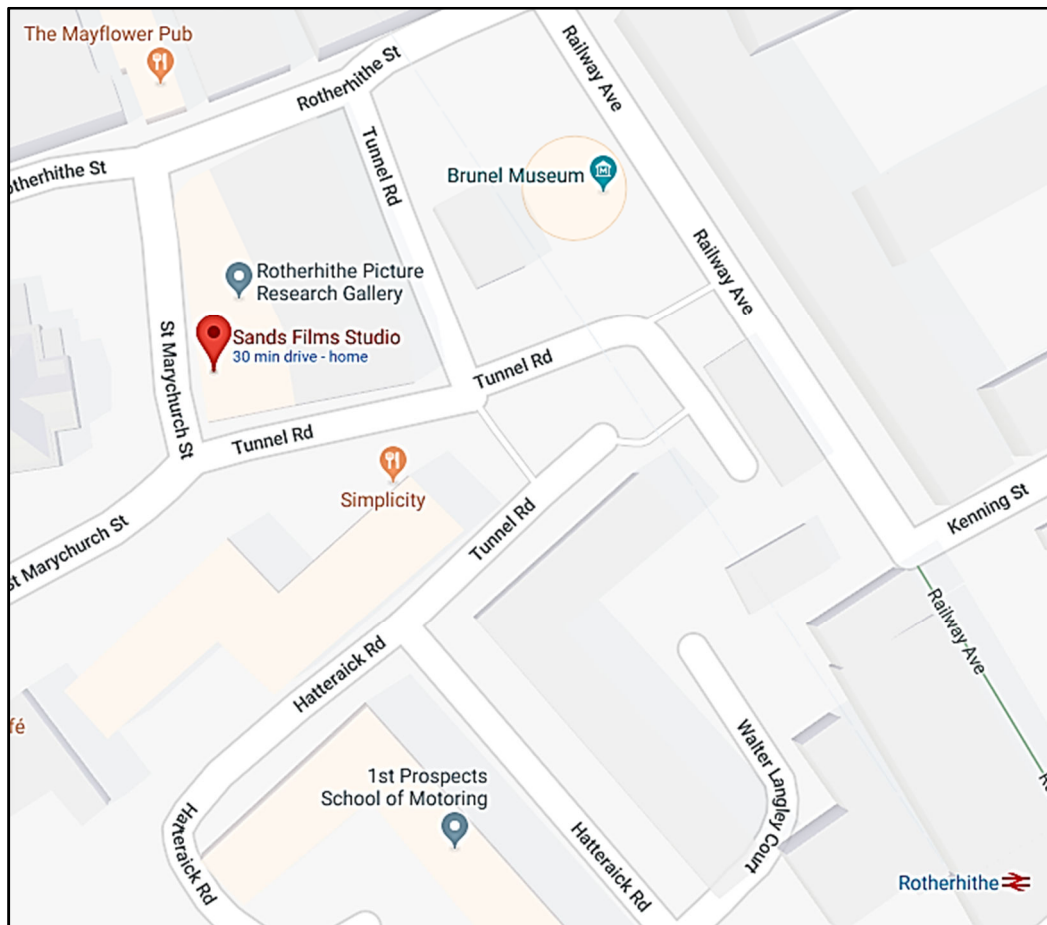 The Mayflower Pub
Rotherhithe St
Railway Ave
otherhithe St
Tunnel Rd
Brunel Museum
Railway Ave
Rotherhithe Picture
Research Gallery
St Marychurch St
Sands Films Studio
30 min drive - home
Tunnel Rd
Tunnel Rd
Simplicity
Tunnel Rd
Kenning St
St Marychurch St
Railway Ave
Hatteraick Rd
fé
Walter Langley Court
1st Prospects
School of Motoring
Hatteraick Rd
Hatteraick Rd
Rotherhithe